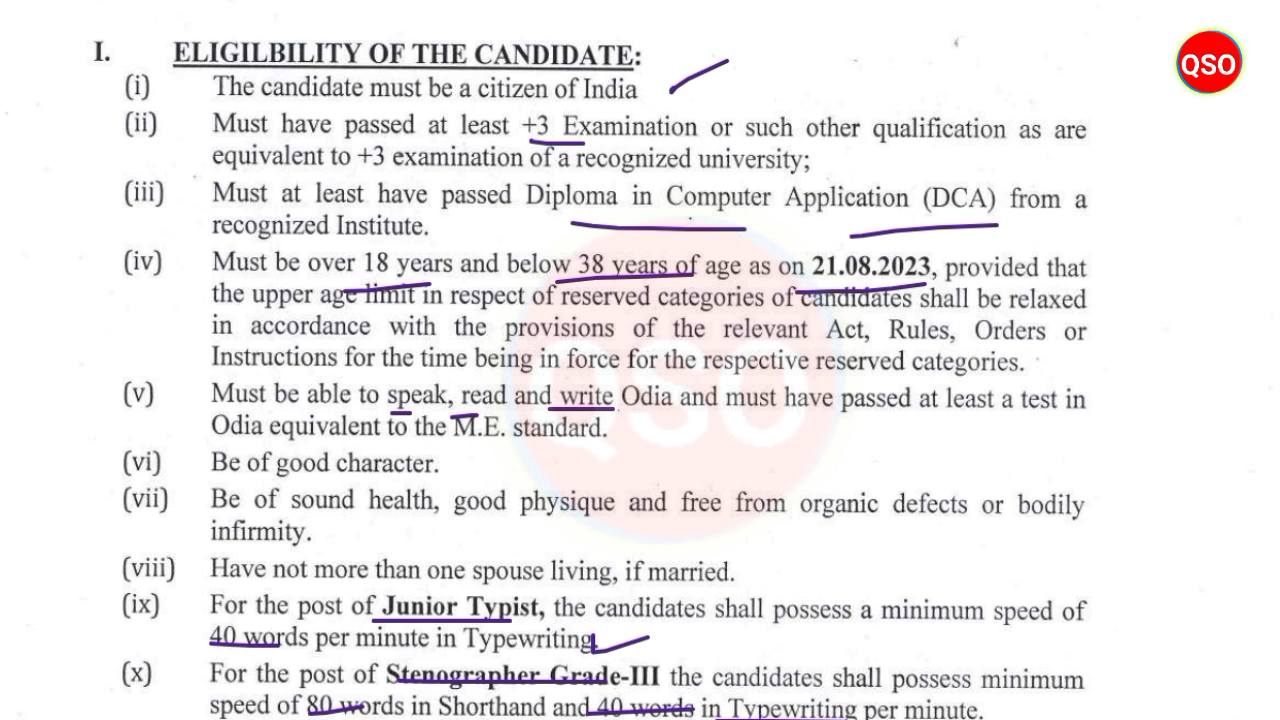 I. ELIGILBILITY OF THE CANDIDATE:
QSO
(i) The candidate must be a citizen of India
(ii) Must have passed at least +3 Examination or such other qualification as are
equivalent to +3 examination of a recognized university;
(iii) Must at least have passed Diploma in Computer Application (DCA) from a
recognized Institute.
(iv) Must be over 18 years and below 38 years of age as on 21.08.2023, provided that
the upper age limit in respect of reserved categories of candidates shall be relaxed
in accordance with the provisions of the relevant Act, Rules, Orders or
Instructions for the time being in force for the respective reserved categories.
QSO
(v) Must be able to speak, read and write Odia and must have passed at least a test in
Odia equivalent to the M.E. standard.
(vi) Be of good character.
(vii) Be of sound health, good physique and free from organic defects or bodily
infirmity.
(viii) Have not more than one spouse living, if married.
(ix) For the post of Junior Typist, the candidates shall possess a minimum speed of
40 words per minute in Typewriting.
(x) For the post of Stenographer Grade-III the candidates shall possess minimum
speed of 80 words in Shorthand and 40 words in Typewriting per minute.